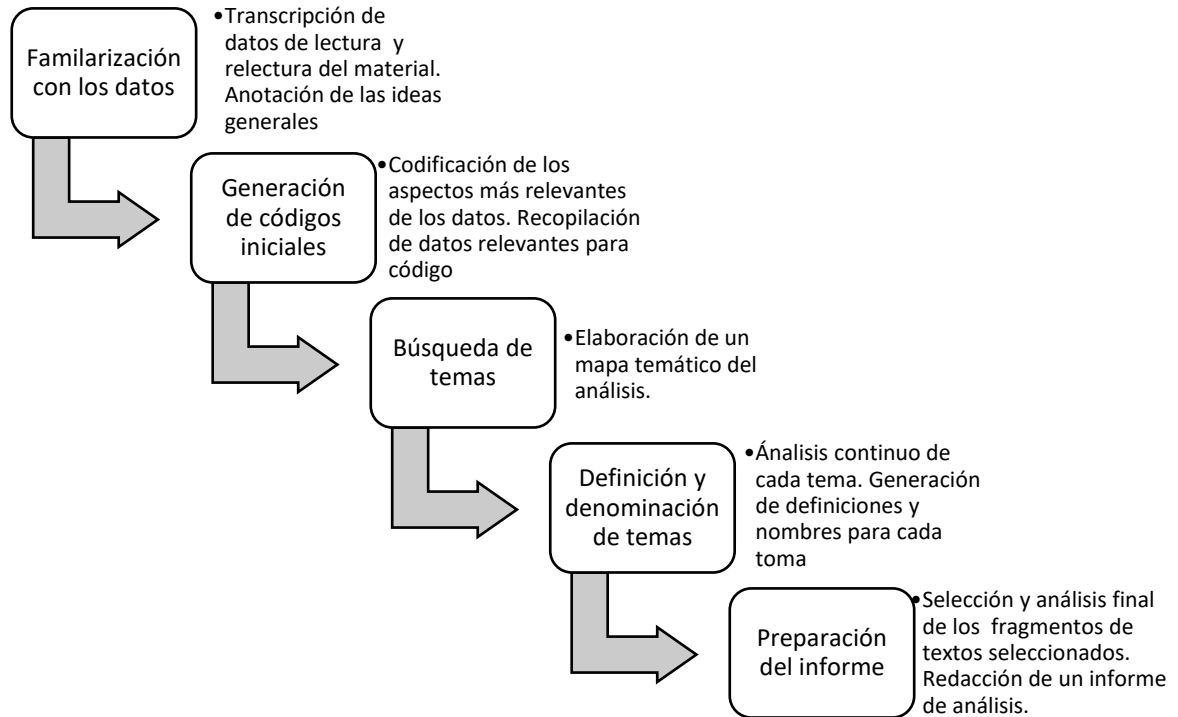 Familarización
con los datos
•Transcripción de
datos de lectura y
relectura del material.
Anotación de las ideas
generales
Generación
de códigos
iniciales
•Codificación de los
aspectos más relevantes
de los datos. Recopilación
de datos relevantes para
código
Búsqueda de
temas
•Elaboración de un
mapa temático del
análisis.
Definición y
denominación
de temas
•Ánalisis continuo de
cada tema. Generación
de definiciones y
nombres para cada
toma
Preparación
del informe
•Selección y análisis final
de los fragmentos de
textos seleccionados.
Redacción de un informe
de análisis.